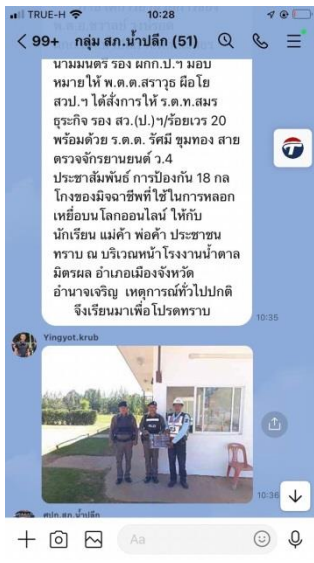 TRUE-H
10:28
99+ กลุ่ม สภ.น้ำปลีก (51)
นามมนตรี รอง ผกก.ป.ฯ มอบ
หมายให้ พ.ต.ต.สราวุธ ผือโย
สวป.ฯ ได้สั่งการให้ ร.ต.ท.สมร
ธุระกิจ รอง สว.(ป.)ฯ/ร้อยเวร 20
พร้อมด้วย ร.ต.ต. รัศมี ขุมทอง สาย
ตรวจจักรยานยนต์ ว.4
ประชาสัมพันธ์ การป้องกัน 18 กล
โกงของมิจฉาชีพที่ใช้ในการหลอก
เหยื่อบนโลกออนไลน์ ให้กับ
นักเรียน แม่ค้า พ่อค้า ประชาชน
ทราบ ณ บริเวณหน้าโรงงานน้ำตาล
มิตรผล อำเภอเมืองจังหวัด
อำนาจเจริญ เหตุการณ์ทั่วไปปกติ
จึงเรียนมาเพื่อโปรดทราบ
10:35
Yingyot.krub
10:36
สปก.สภ.น้ำปลีก
Aa